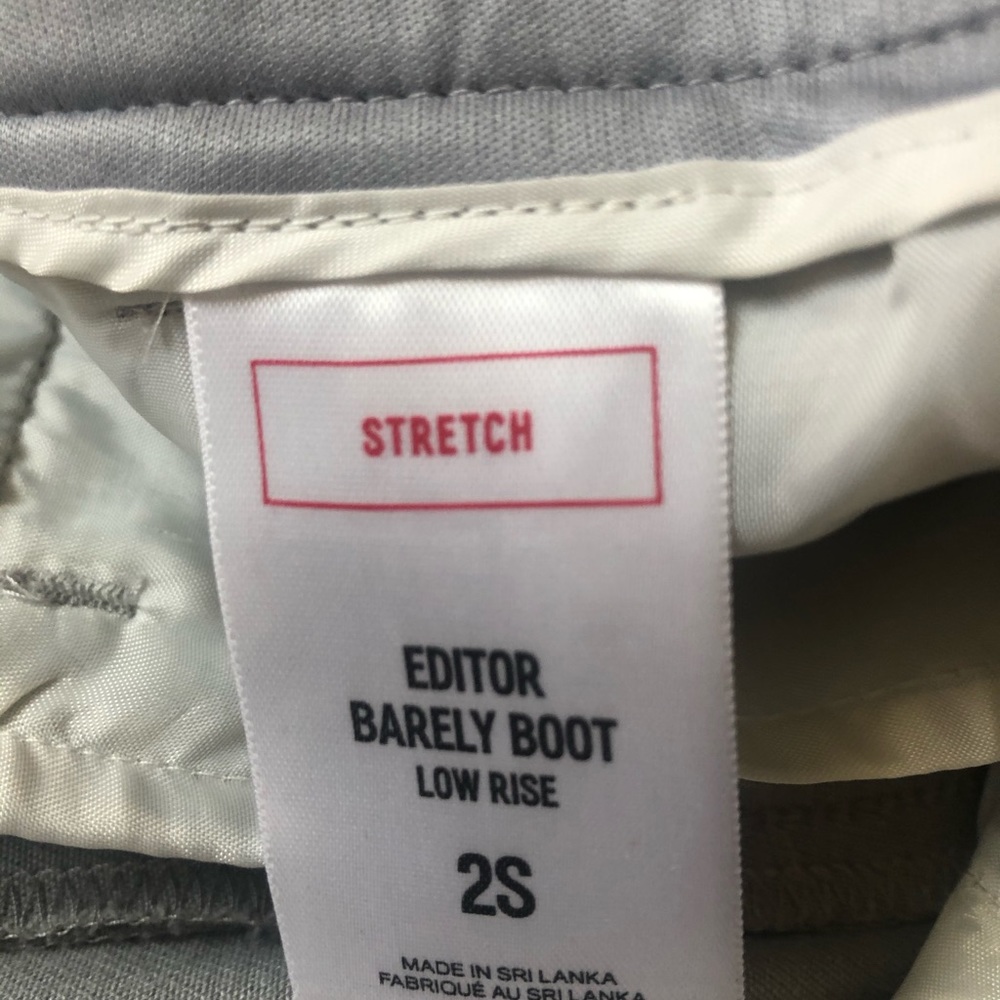 STRETCH
EDITOR
BARELY BOOT
LOW RISE
2S
MADE IN SRI LANKA
FABRIQUÉ AU SRI LANKA